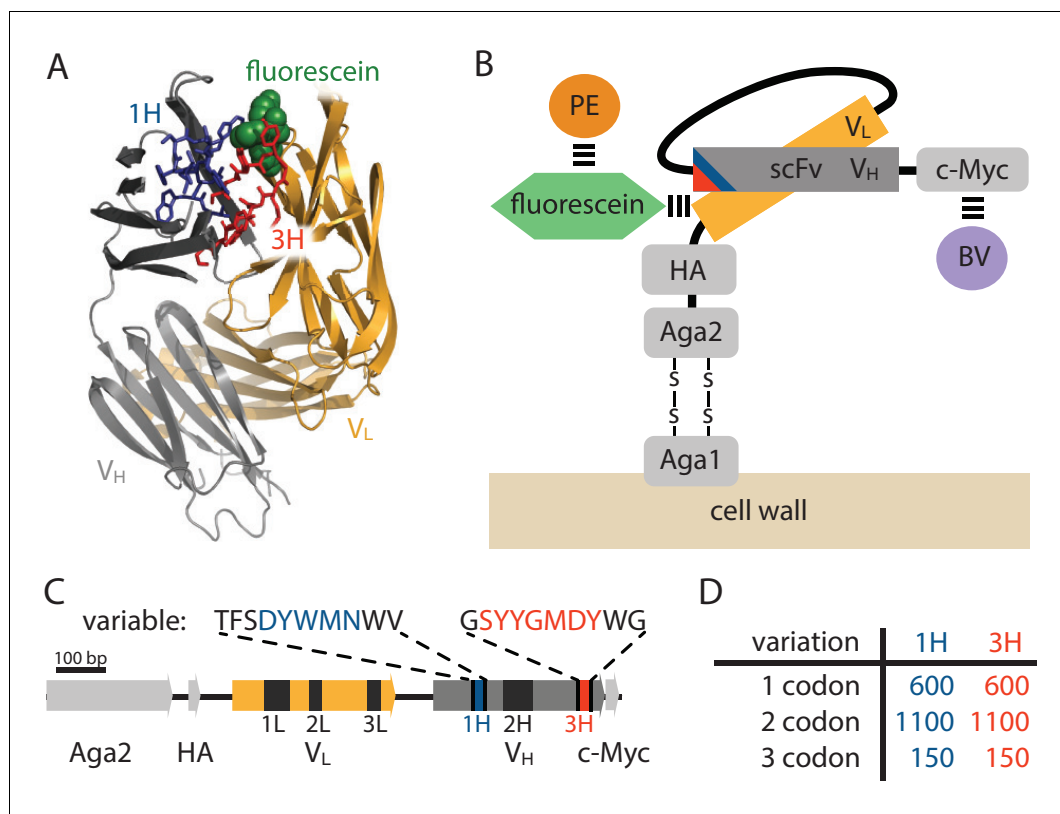 A
fluorescein
1H
3H
VL
VH
B
PE
VL
scFv VH c-Myc
fluorescein
BV
HA
Aga2
S S
S S
Aga1
cell wall
C
variable: TFSDYWMNWV GSYYGMDYWG
100 bp
1L 2L 3L 1H 2H 3H
Aga2 HA VL VH c-Myc
D
variation 1H 3H
1 codon 600 600
2 codon 1100 1100
3 codon 150 150